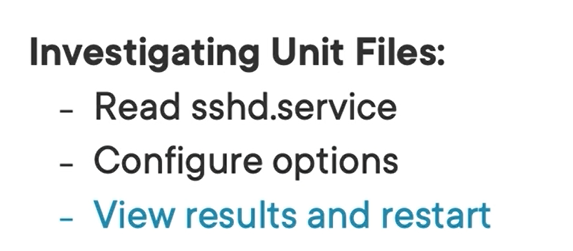 Investigating Unit Files:
- Read sshd.service
- Configure options
- View results and restart